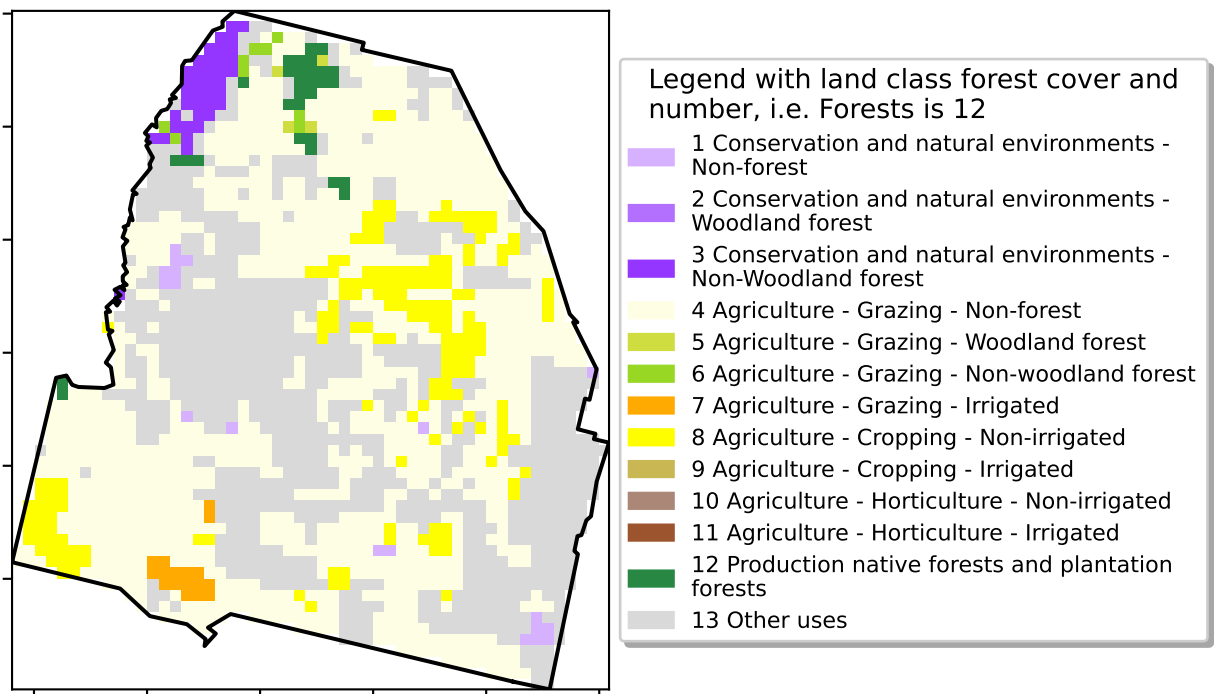 Legend with land class forest cover and
number, i.e. Forests is 12
1 Conservation and natural environments -
Non-forest
2 Conservation and natural environments -
Woodland forest
3 Conservation and natural environments -
Non-Woodland forest
4 Agriculture - Grazing - Non-forest
5 Agriculture - Grazing - Woodland forest
6 Agriculture - Grazing - Non-woodland forest
7 Agriculture - Grazing - Irrigated
8 Agriculture - Cropping - Non-irrigated
9 Agriculture - Cropping - Irrigated
10 Agriculture - Horticulture - Non-irrigated
11 Agriculture - Horticulture - Irrigated
12 Production native forests and plantation
forests
13 Other uses